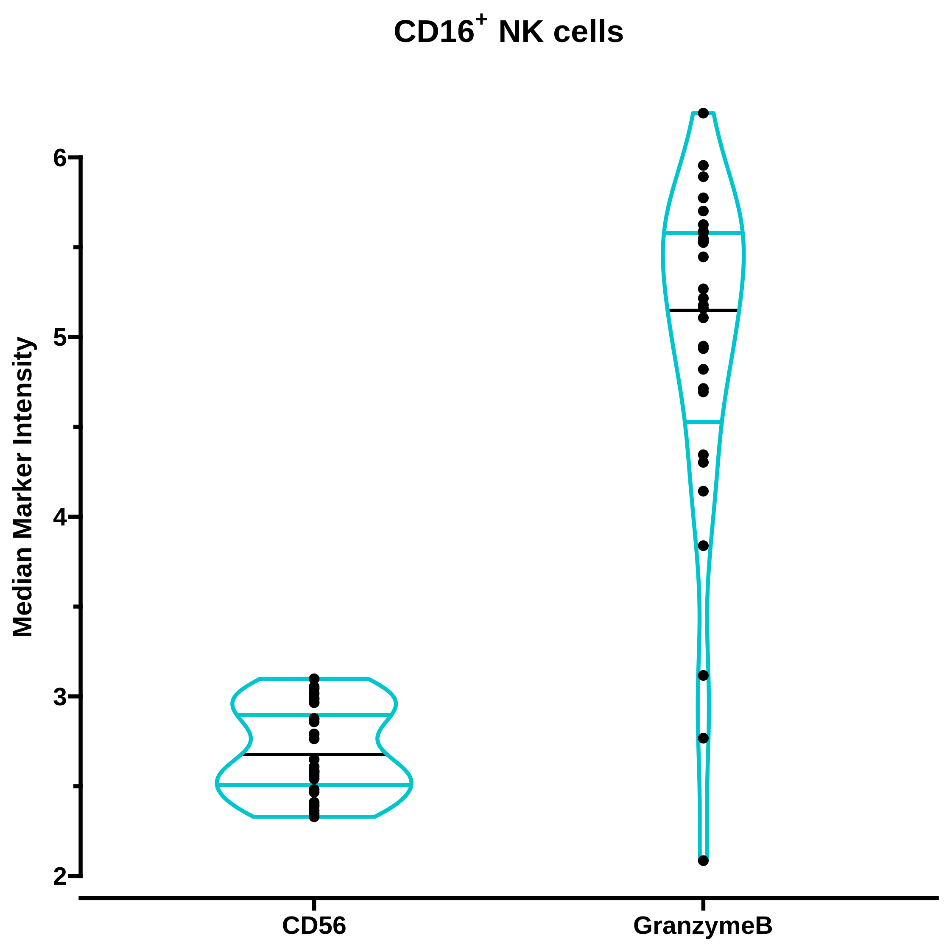 CD16⁺ NK cells
6
5
4
3
2
Median Marker Intensity
CD56
GranzymeB